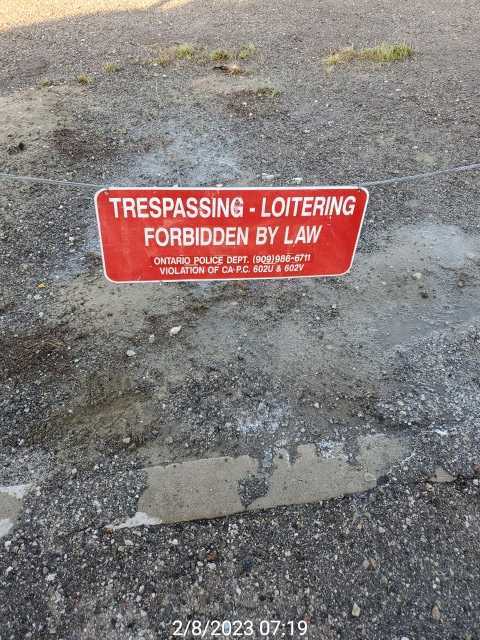 TRESPASSING - LOITERING
FORBIDDEN BY LAW
ONTARIO POLICE DEPT. (909)986-6711
VIOLATION OF CA-P.C. 602U & 602V
2/8/2023 07:19